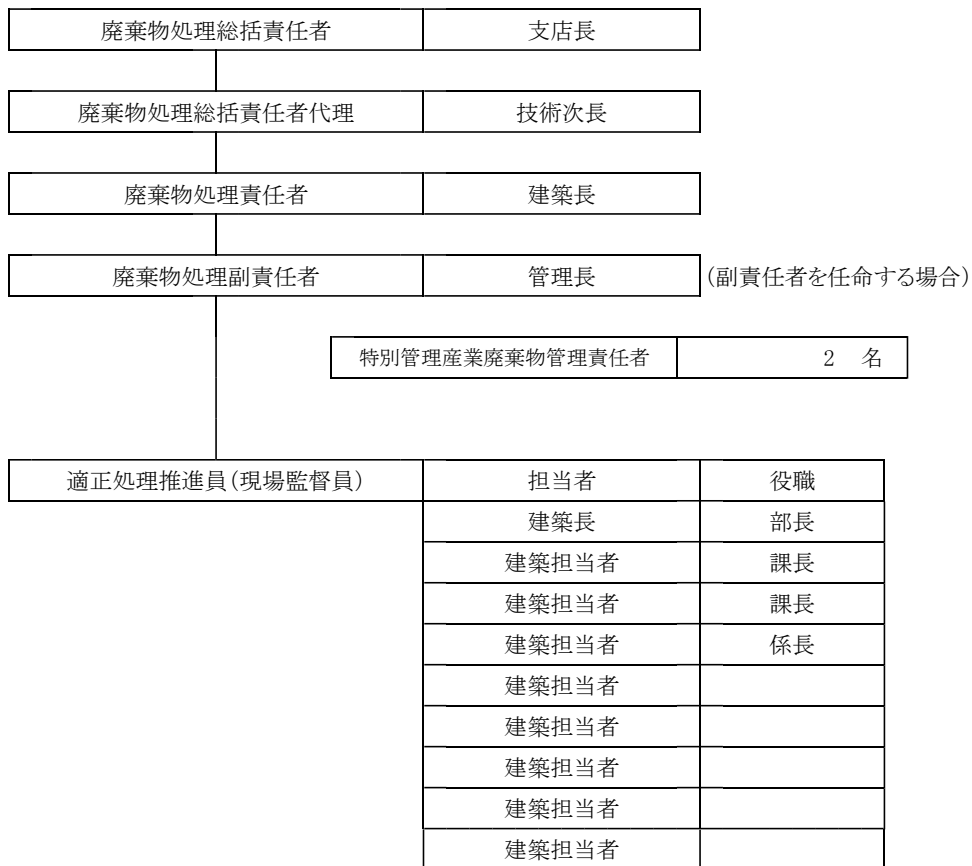 廃棄物処理総括責任者 支店長
廃棄物処理総括責任者代理 技術次長
廃棄物処理責任者 建築長
廃棄物処理副責任者 管理長 (副責任者を任命する場合)
特別管理産業廃棄物管理責任者 2 名
適正処理推進員(現場監督員) 担当者 役職
建築長 部長
建築担当者 課長
建築担当者 課長
建築担当者 係長
建築担当者
建築担当者
建築担当者
建築担当者
建築担当者